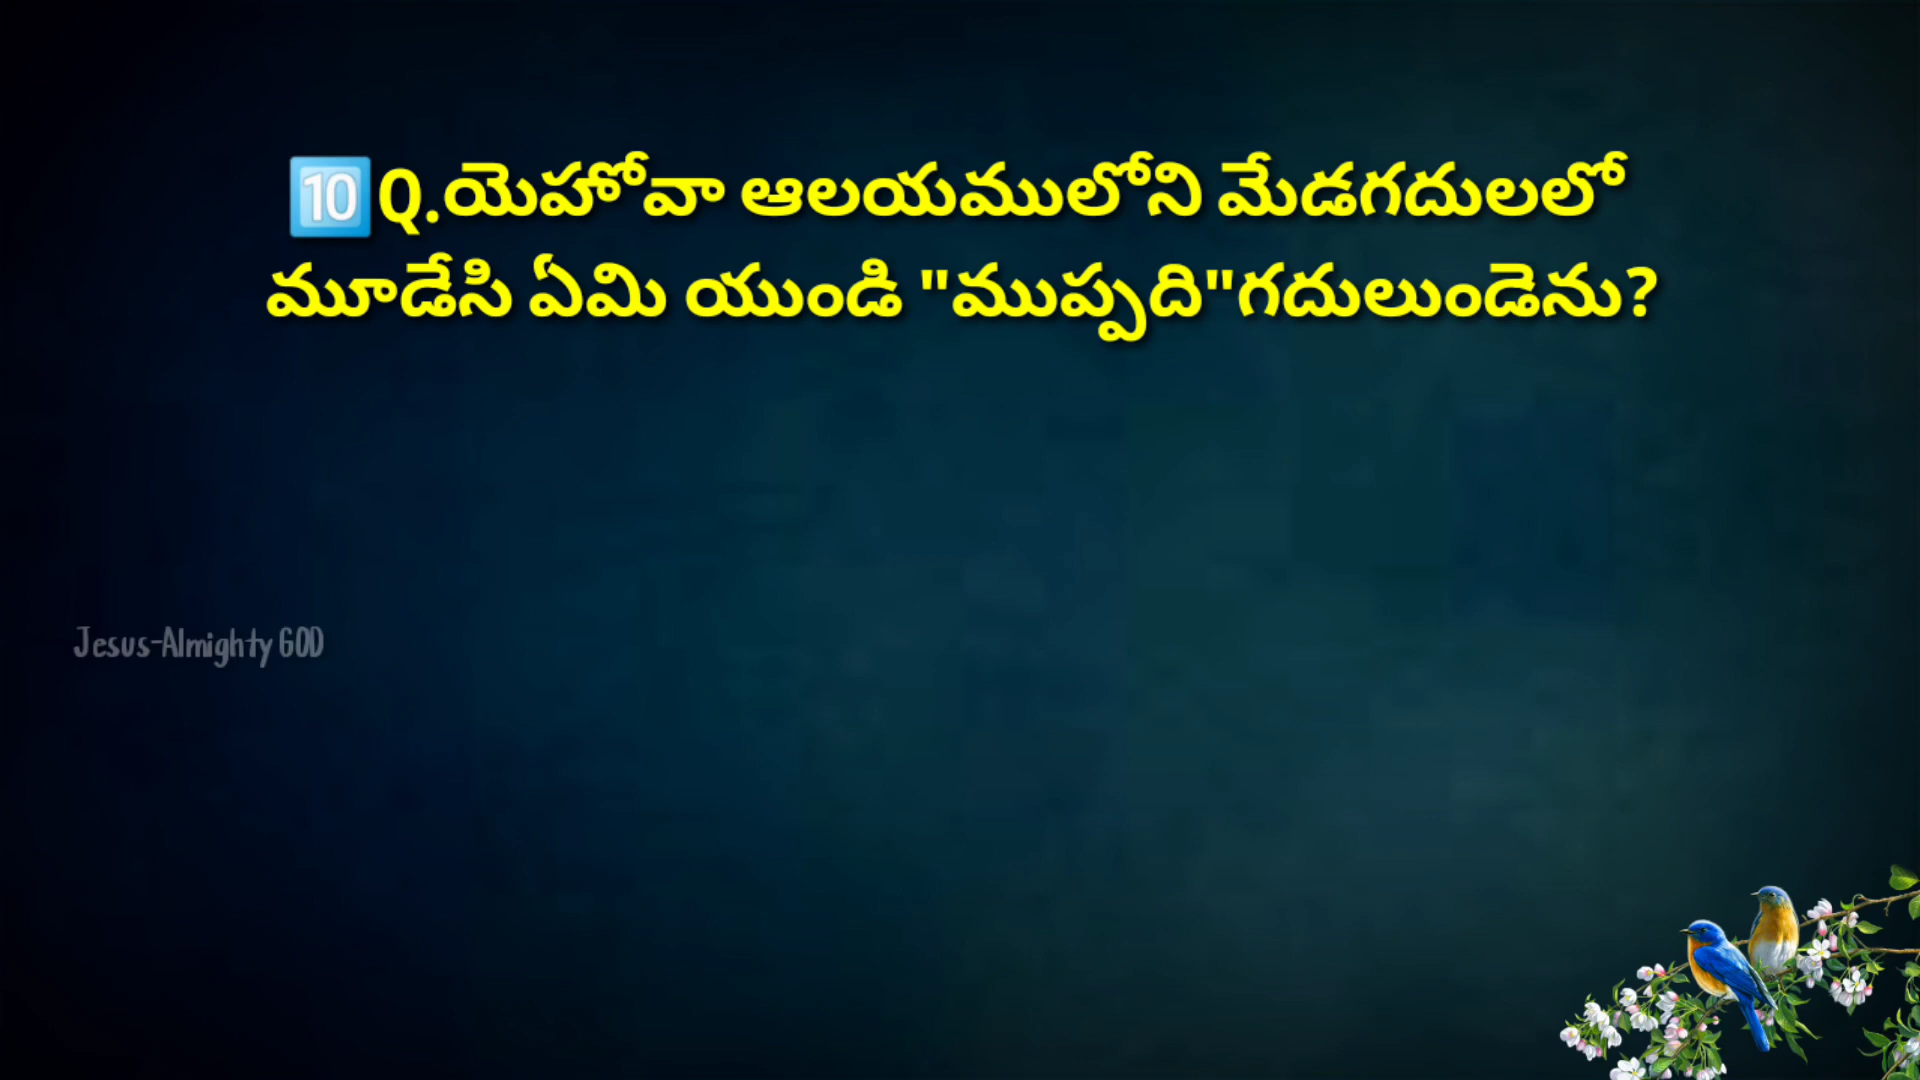 🔟Q.యెహోవా ఆలయములోని మేడగదులలో
మూడేసి ఏమి యుండి "ముప్పది"గదులుండెను?
Jesus-Almighty GOD